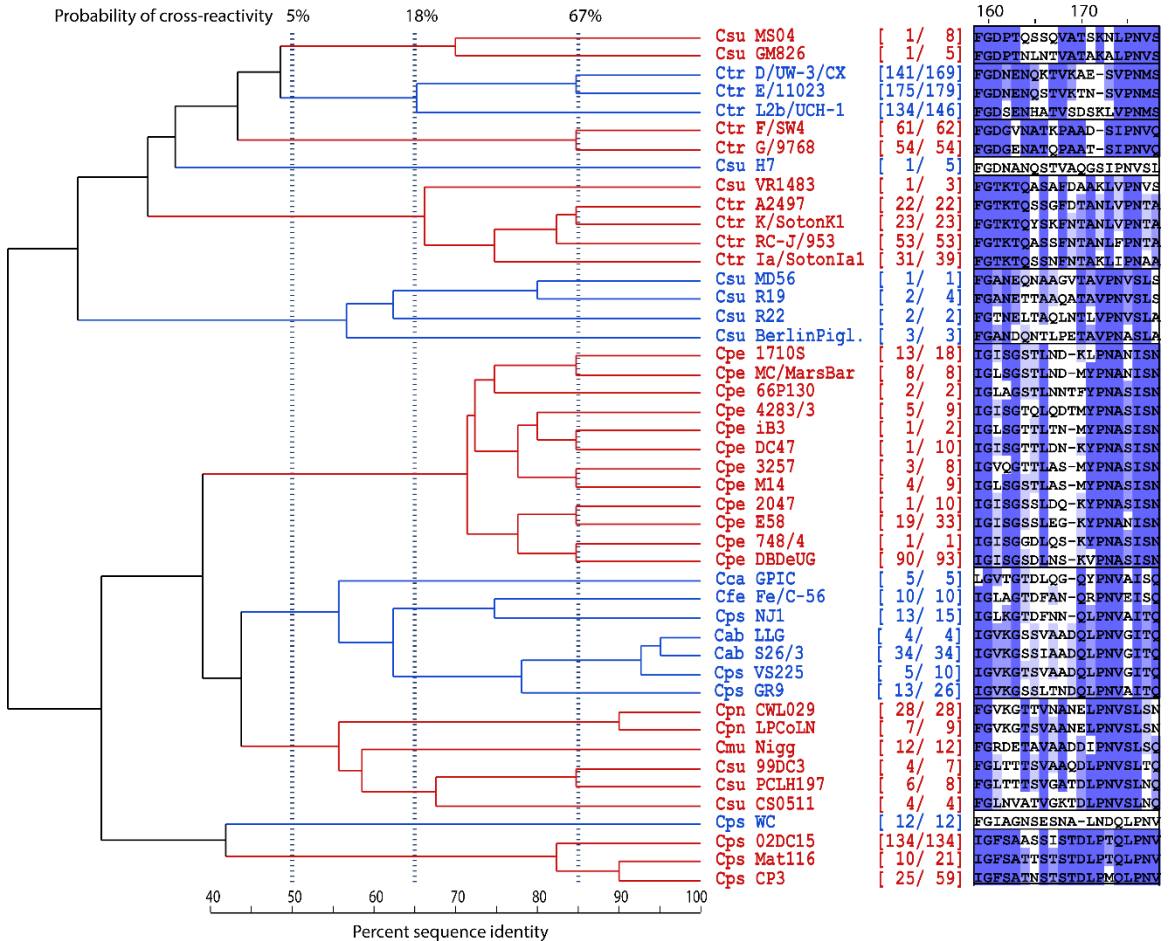 Probability of cross-reactivity 5% 18% 67% 160 170
Csu MS04 [ 1/ 8] FGDPTQSSQVATSKNLPNVS
Csu GM826 [ 1/ 5] FGDPTNLNTVATAKALPNVS
Ctr D/UW-3/CX [141/169] FGDNENQKTVKAE-SVPNMS
Ctr E/11023 [175/179] FGDNENQSTVKTN-SVPNMS
Ctr L2b/UCH-1 [134/146] FGDSENHATVSDSKLVPNMS
Ctr F/SW4 [ 61/ 62] FGDGVNATKPAAD-SIPNVQ
Ctr G/9768 [ 54/ 54] FGDGENATQPAAT-SIPNVQ
Csu H7 [ 1/ 5] FGDNANQSTVAQGSIPNVSL
Csu VR1483 [ 1/ 3] FGTKTQASAFDAAKLVPNVS
Ctr A2497 [ 22/ 22] FGTKTQSSGFDTANLVPNTA
Ctr K/SotonK1 [ 23/ 23] FGTKTQYSKFNTANLVPNTA
Ctr RC-J/953 [ 53/ 53] FGTKTQASSFNTANLFPNTA
Ctr Ia/SotonIa1 [ 31/ 39] FGTKTQSSNFNTAKLIPNAA
Csu MD56 [ 1/ 1] FGANEQNAAGVTAVPNVSLS
Csu R19 [ 2/ 4] FGANETTAAQATAVPNVSLS
Csu R22 [ 2/ 2] FGTNELTAQLNTLVPNVSLA
Csu BerlinPigl. [ 3/ 3] FGANDQNTLPETAVPNASLA
Cpe 1710S [ 13/ 18] IGISGSTLND-KLPNANISN
Cpe MC/MarsBar [ 8/ 8] IGLSGSTLND-MYPNANISN
Cpe 66P130 [ 2/ 2] IGLAGSTLNNTFYPNASISN
Cpe 4283/3 [ 5/ 9] IGISGTQLQDTMYPNASISN
Cpe iB3 [ 1/ 2] IGLSGTTLTN-MYPNASISN
Cpe DC47 [ 1/ 10] IGISGTTLDN-KYPNASISN
Cpe 3257 [ 3/ 8] IGVQGTTLAS-MYPNASISN
Cpe M14 [ 4/ 9] IGLSGSTLAS-MYPNASISN
Cpe 2047 [ 1/ 10] IGISGSSLDQ-KYPNASISN
Cpe E58 [ 19/ 33] IGISGSSLEG-KYPNANISN
Cpe 748/4 [ 1/ 1] IGISGGDLQS-KYPNASISN
Cpe DBDeUG [ 90/ 93] IGISGSDLNS-KVPNASISN
Cca GPIC [ 5/ 5] LGVTGTDLQG-QYPNVAISQ
Cfe Fe/C-56 [ 10/ 10] IGLAGTDFAN-QRPNVEISQ
Cps NJ1 [ 13/ 15] IGLKGTDFNN-QLPNVAITQ
Cab LLG [ 4/ 4] IGVKGSSVAADQLPNVGITQ
Cab S26/3 [ 34/ 34] IGVKGSSIAADQLPNVGITQ
Cps VS225 [ 5/ 10] IGVKGTSVAADQLPNVGITQ
Cps GR9 [ 13/ 26] IGVKGSSLTNDQLPNVAITQ
Cpn CWL029 [ 28/ 28] FGVKGTTVNANELPNVSLSN
Cpn LPCoLN [ 7/ 9] FGVKGTSVAANELPNVSLSN
Cmu Nigg [ 12/ 12] FGRDETAVAADDIPNVSLSQ
Csu 99DC3 [ 4/ 7] FGLTTTSVAAQDLPNVSLTQ
Csu PCLH197 [ 6/ 8] FGLTTTSVGATDLPNVSLNQ
Csu CS0511 [ 4/ 4] FGLNVATVGKTDLPNVSLNQ
Cps WC [ 12/ 12] FGIAGNSESNA-LNDQLPNV
Cps 02DC15 [134/134] IGFSAASSISTDLPTQLPNV
Cps Mat116 [ 10/ 21] IGFSATTSTSTDLPMQLPNV
Cps CP3 [ 25/ 59] IGFSATNSTSTDLPMQLPNV
40 50 60 70 80 90 100
Percent sequence identity